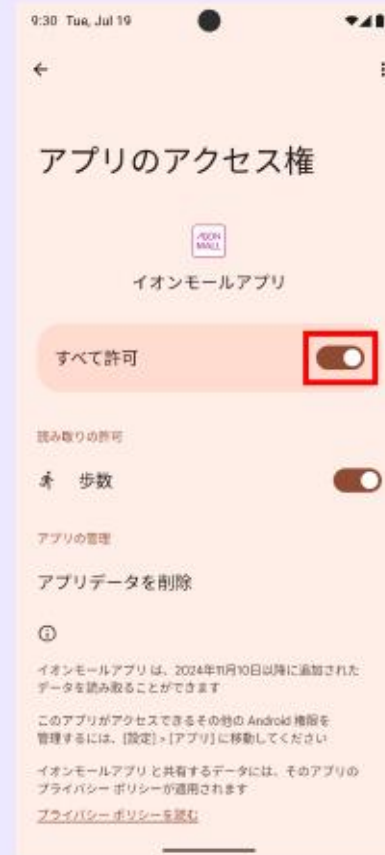 9:30 Tue, Jul 19
アプリのアクセス権
AEON
MALL
イオンモールアプリ
すべて許可
読み取りの許可
歩数
アプリの管理
アプリデータを削除
イオンモールアプリ は、2024年11月10日以降に追加された
データを読み取ることができます
このアプリがアクセスできるその他の Android 権限を
管理するには、[設定] > [アプリ] に移動してください
イオンモールアプリ と共有するデータには、そのアプリの
プライバシー ポリシーが適用されます
プライバシー ポリシーを読む